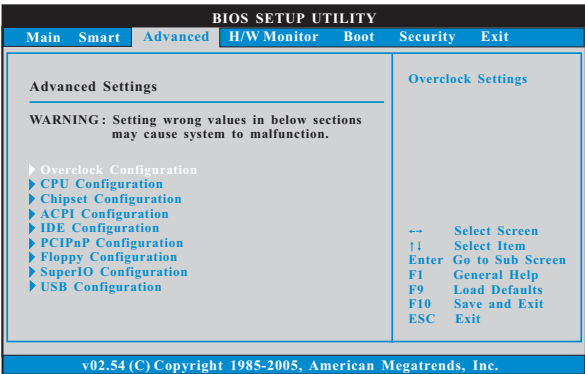 BIOS SETUP UTILITY
Main Smart Advanced H/W Monitor Boot Security Exit
Advanced Settings
WARNING : Setting wrong values in below sections
may cause system to malfunction.
Overclock Configuration
CPU Configuration
Chipset Configuration
ACPI Configuration
IDE Configuration
PCIPnP Configuration
Floppy Configuration
SuperIO Configuration
USB Configuration
Overclock Settings
←→ Select Screen
↑↓ Select Item
Enter Go to Sub Screen
F1 General Help
F9 Load Defaults
F10 Save and Exit
ESC Exit
v02.54 (C) Copyright 1985-2005, American Megatrends, Inc.